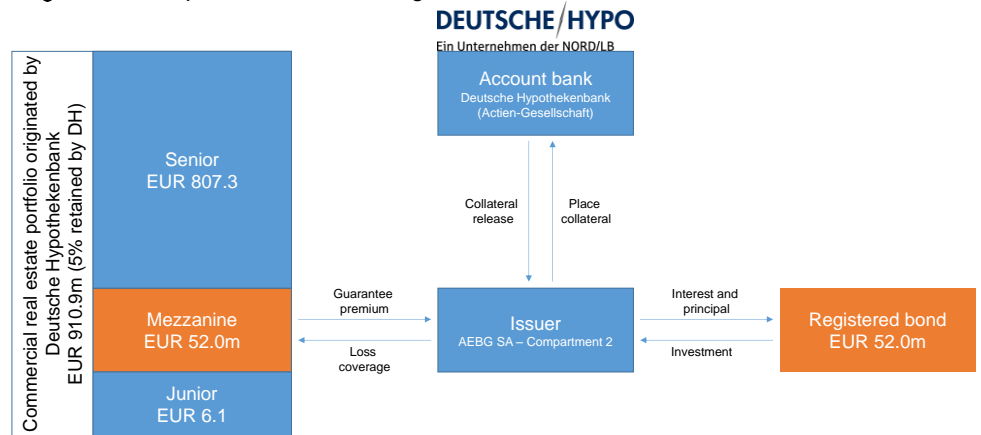 DEUTSCHE/HYPO
Ein Unternehmen der NORD/LB
Commercial real estate portfolio originated by
Deutsche Hypothekenbank
EUR 910.9m (5% retained by DH)
Senior
EUR 807.3
Mezzanine
EUR 52.0m
Junior
EUR 6.1
Account bank
Deutsche Hypothekenbank
(Actien-Gesellschaft)
Collateral
release
Place
collateral
Guarantee
premium
Loss
coverage
Issuer
AEBG SA – Compartment 2
Interest and
principal
Investment
Registered bond
EUR 52.0m